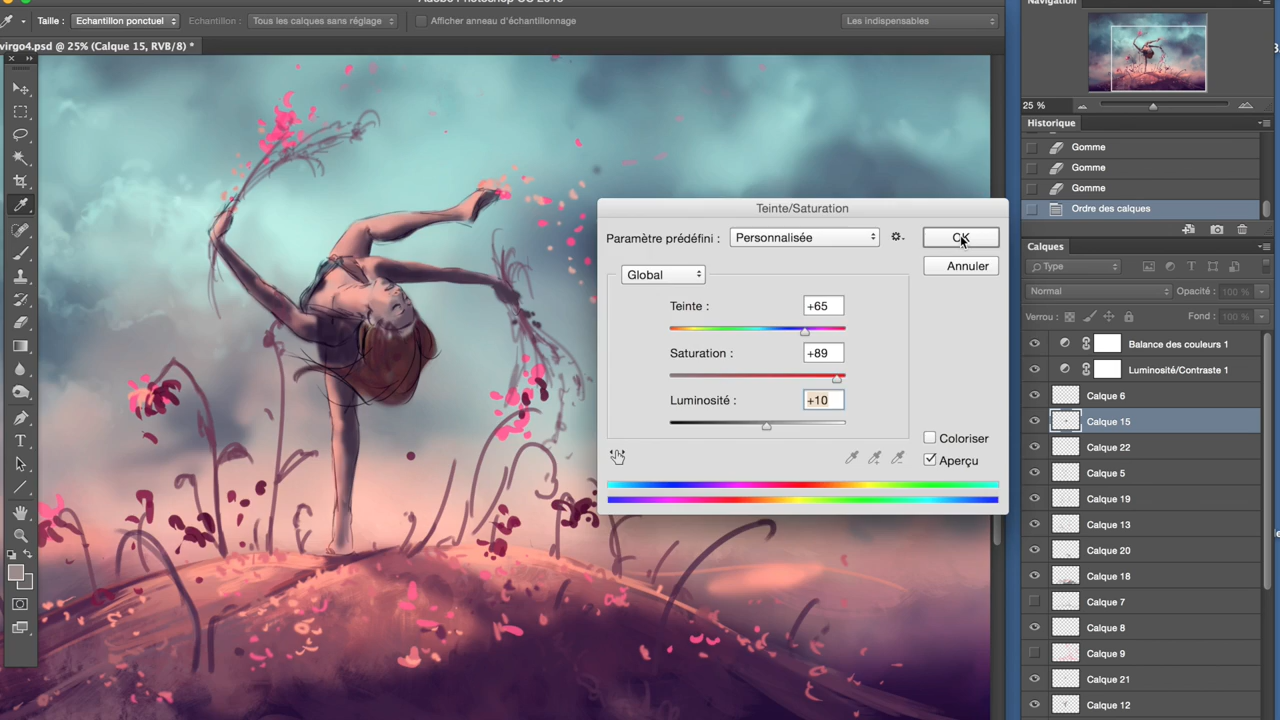 Adobe Photoshop CC 2015
Taille : Echantillon ponctuel Echantillon : Tous les calques sans réglage Afficher anneau d'échantillonnage Les indispensables
virgo4.psd @ 25% (Calque 15, RVB/8) *
Navigation
25 %
Historique
Gomme
Gomme
Gomme
Ordre des calques
Calques
Type
Normal Opacité : 100 %
Verrou : Fond : 100 %
Balance des couleurs 1
Luminosité/Contraste 1
Calque 6
Calque 15
Calque 22
Calque 5
Calque 19
Calque 13
Calque 20
Calque 18
Calque 7
Calque 8
Calque 9
Calque 21
Calque 12
Teinte/Saturation
Paramètre prédéfini : Personnalisée
OK
Annuler
Global
Teinte : +65
Saturation : +89
Luminosité : +10
Coloriser
Aperçu